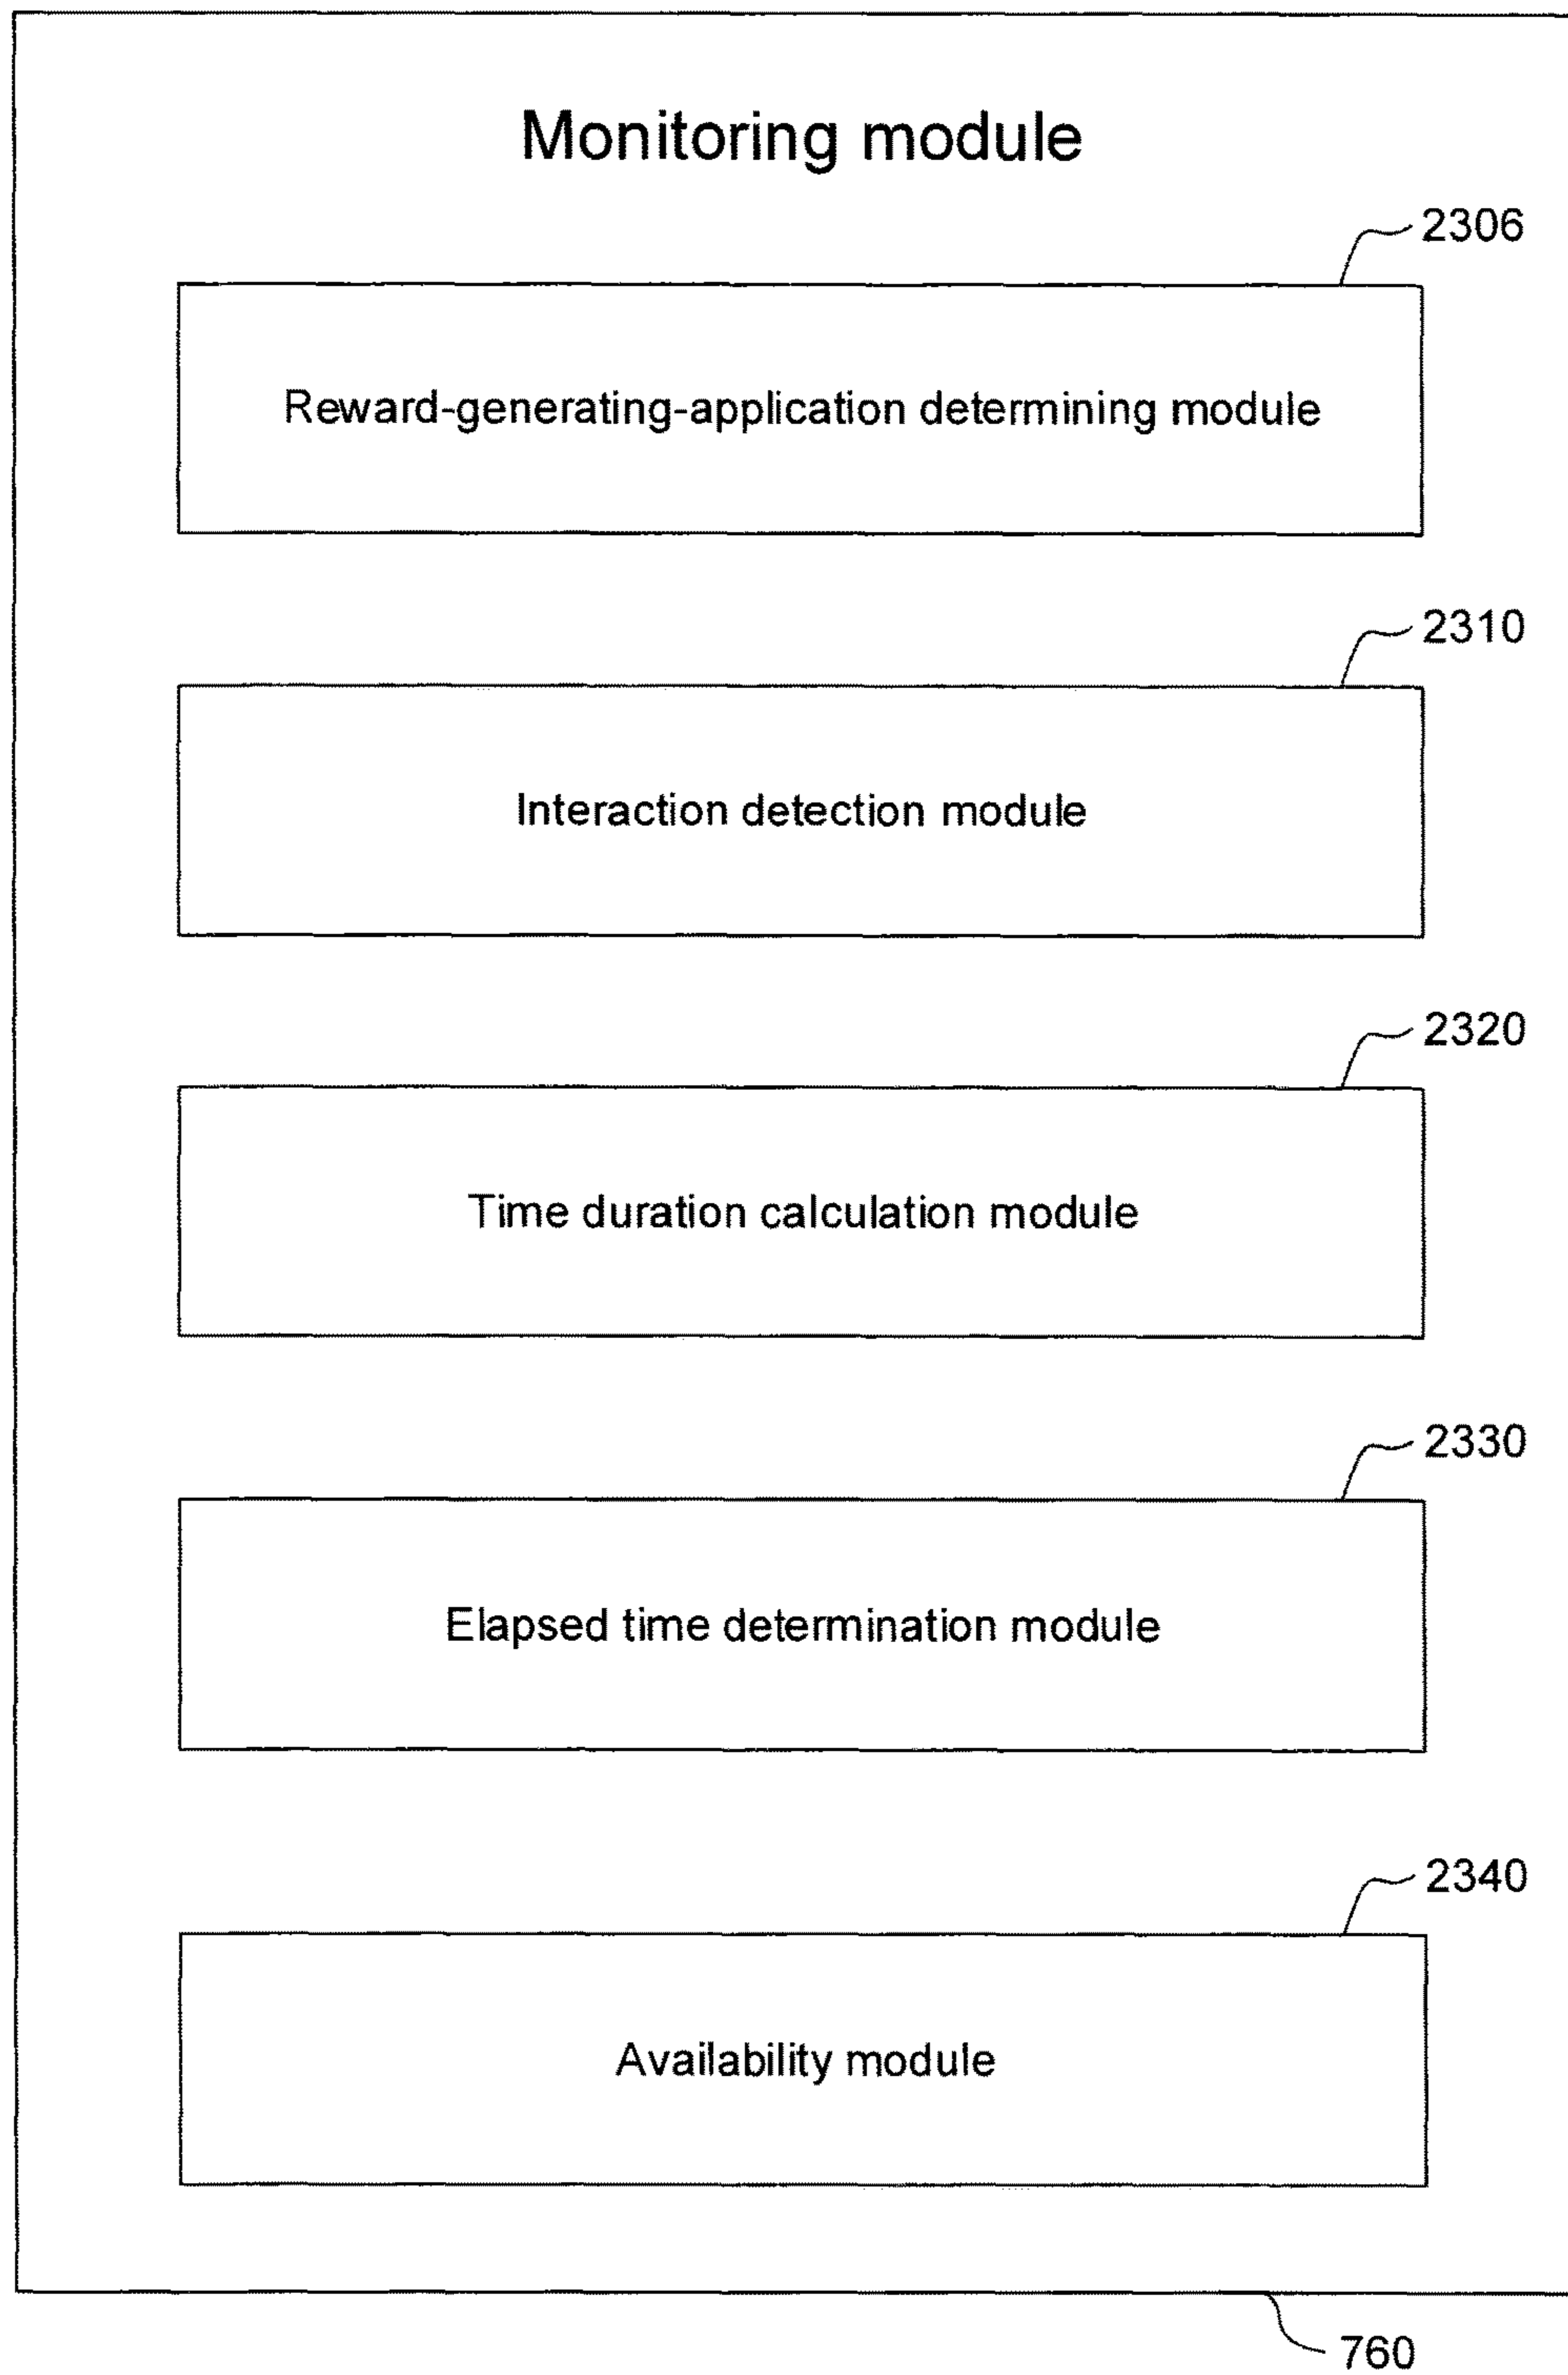 Monitoring module
2306
Reward-generating-application determining module
2310
Interaction detection module
2320
Time duration calculation module
2330
Elapsed time determination module
2340
Availability module
760